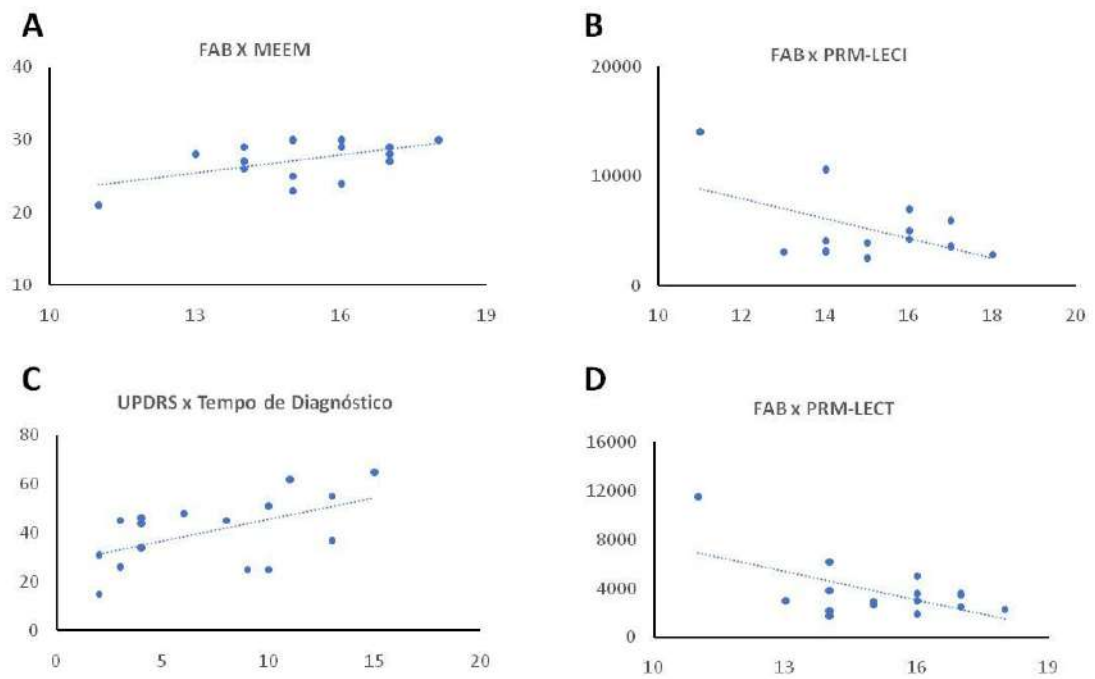 A
FAB X MEEM
40
30
20
10
10 13 16 19
B
FAB x PRM-LECI
20000
10000
0
10 12 14 16 18 20
C
UPDRS x Tempo de Diagnóstico
80
60
40
20
0
0 5 10 15 20
D
FAB x PRM-LECT
16000
12000
8000
4000
0
10 13 16 19